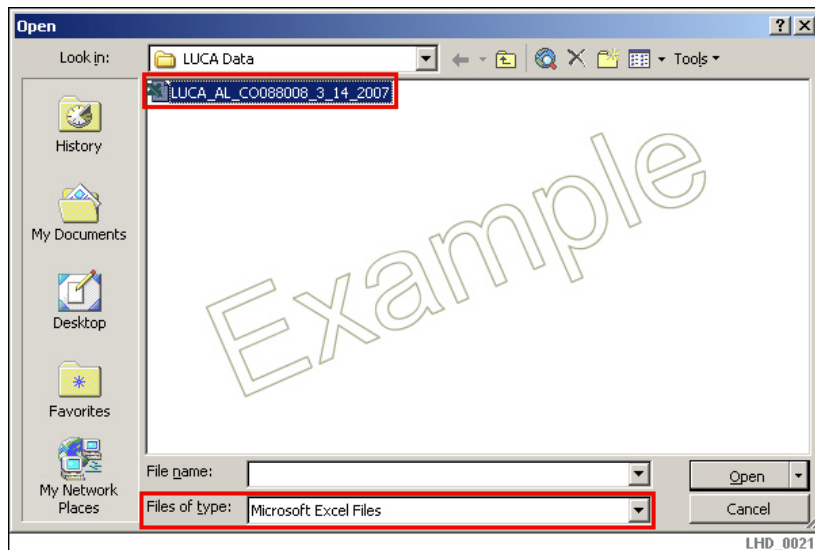 Open
Look in:
LUCA Data
Tools
LUCA_AL_CO088008_3_14_2007
History
My Documents
Desktop
Favorites
My Network
Places
Example
File name:
Open
Files of type:
Microsoft Excel Files
Cancel
LHD_0021